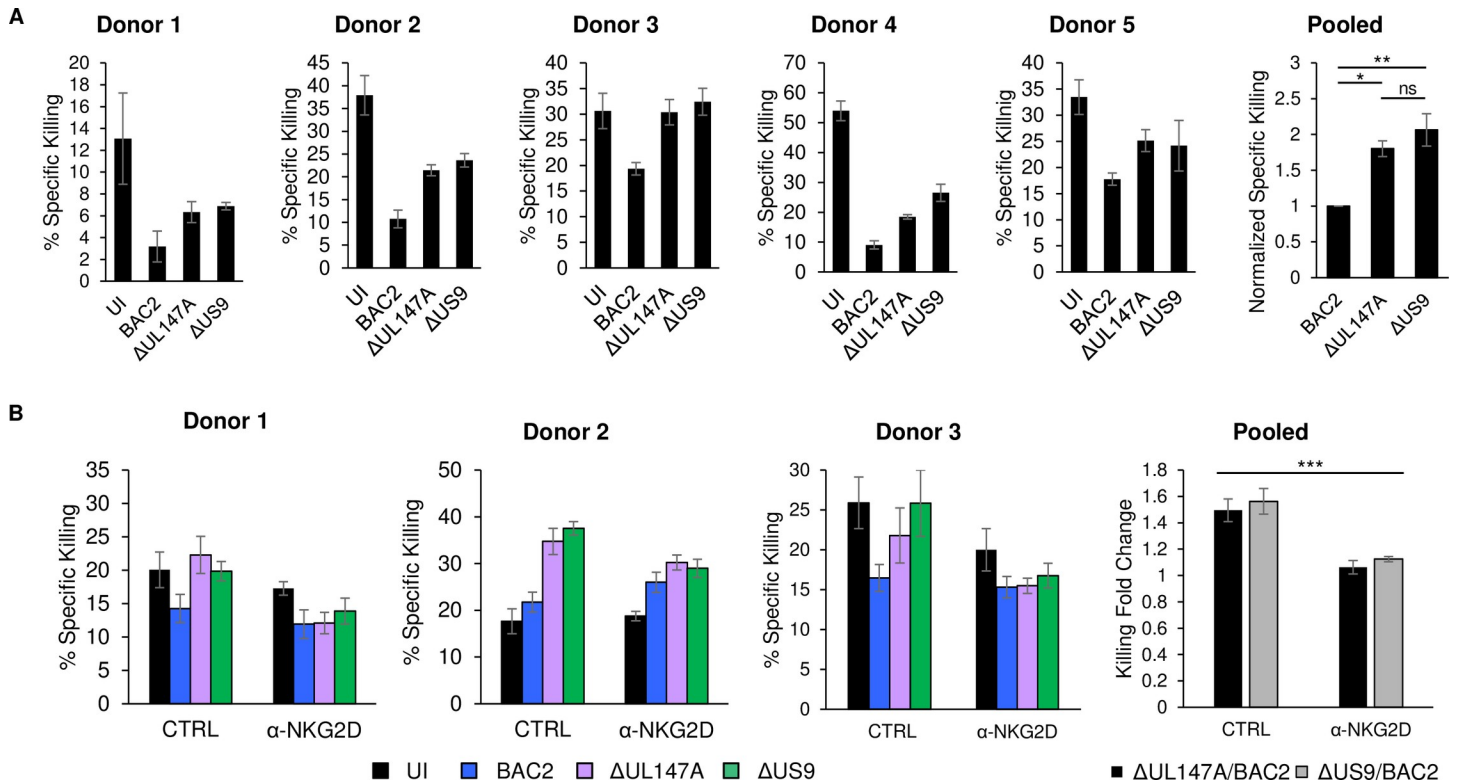 A
Donor 1
Donor 2
Donor 3
Donor 4
Donor 5
Pooled
% Specific Killing
20
18
16
14
12
10
8
6
4
2
0
UI
BAC2
ΔUL147A
ΔUS9
% Specific Killing
45
40
35
30
25
20
15
10
5
0
UI
BAC2
ΔUL147A
ΔUS9
% Specific Killing
40
35
30
25
20
15
10
5
0
UI
BAC2
ΔUL147A
ΔUS9
% Specific Killing
70
60
50
40
30
20
10
0
UI
BAC2
ΔUL147A
ΔUS9
% Specific Killnig
40
35
30
25
20
15
10
5
0
UI
BAC2
ΔUL147A
ΔUS9
Normalized Specific Killing
3
2.5
2
1.5
1
0.5
0
**
*
ns
BAC2
ΔUL147A
ΔUS9
B
Donor 1
Donor 2
Donor 3
Pooled
% Specific Killing
35
30
25
20
15
10
5
0
CTRL
α-NKG2D
% Specific Killing
50
40
30
20
10
0
CTRL
α-NKG2D
% Specific Killing
30
25
20
15
10
5
0
CTRL
α-NKG2D
Killing Fold Change
1.8
1.6
1.4
1.2
1
0.8
0.6
0.4
0.2
0
***
CTRL
α-NKG2D
UI BAC2 ΔUL147A ΔUS9
ΔUL147A/BAC2 ΔUS9/BAC2